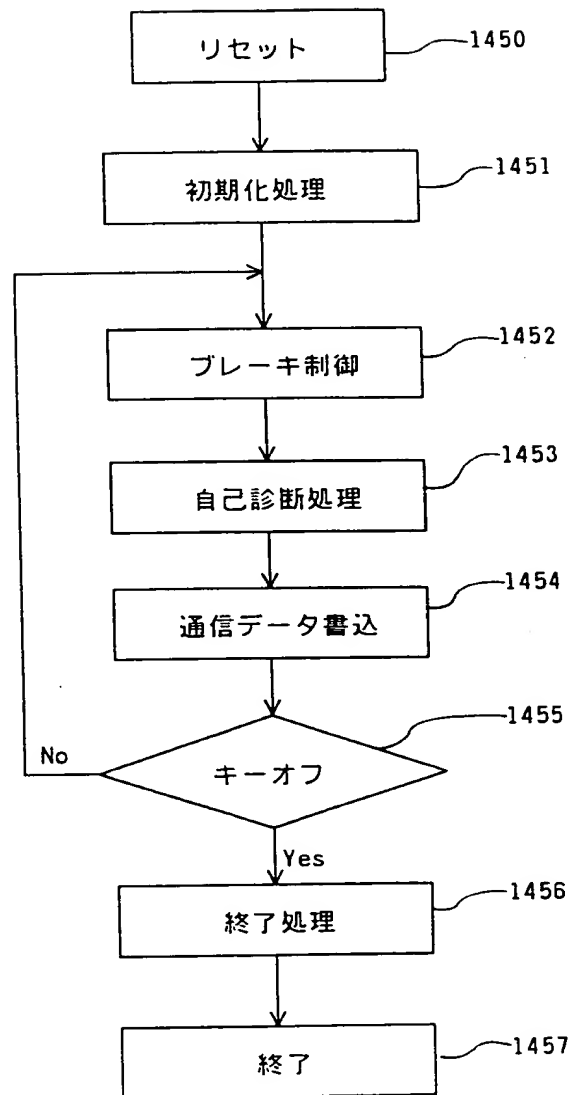 リセット
1450
初期化処理
1451
ブレーキ制御
1452
自己診断処理
1453
通信データ書込
1454
キーオフ
1455
No
Yes
終了処理
1456
終了
1457